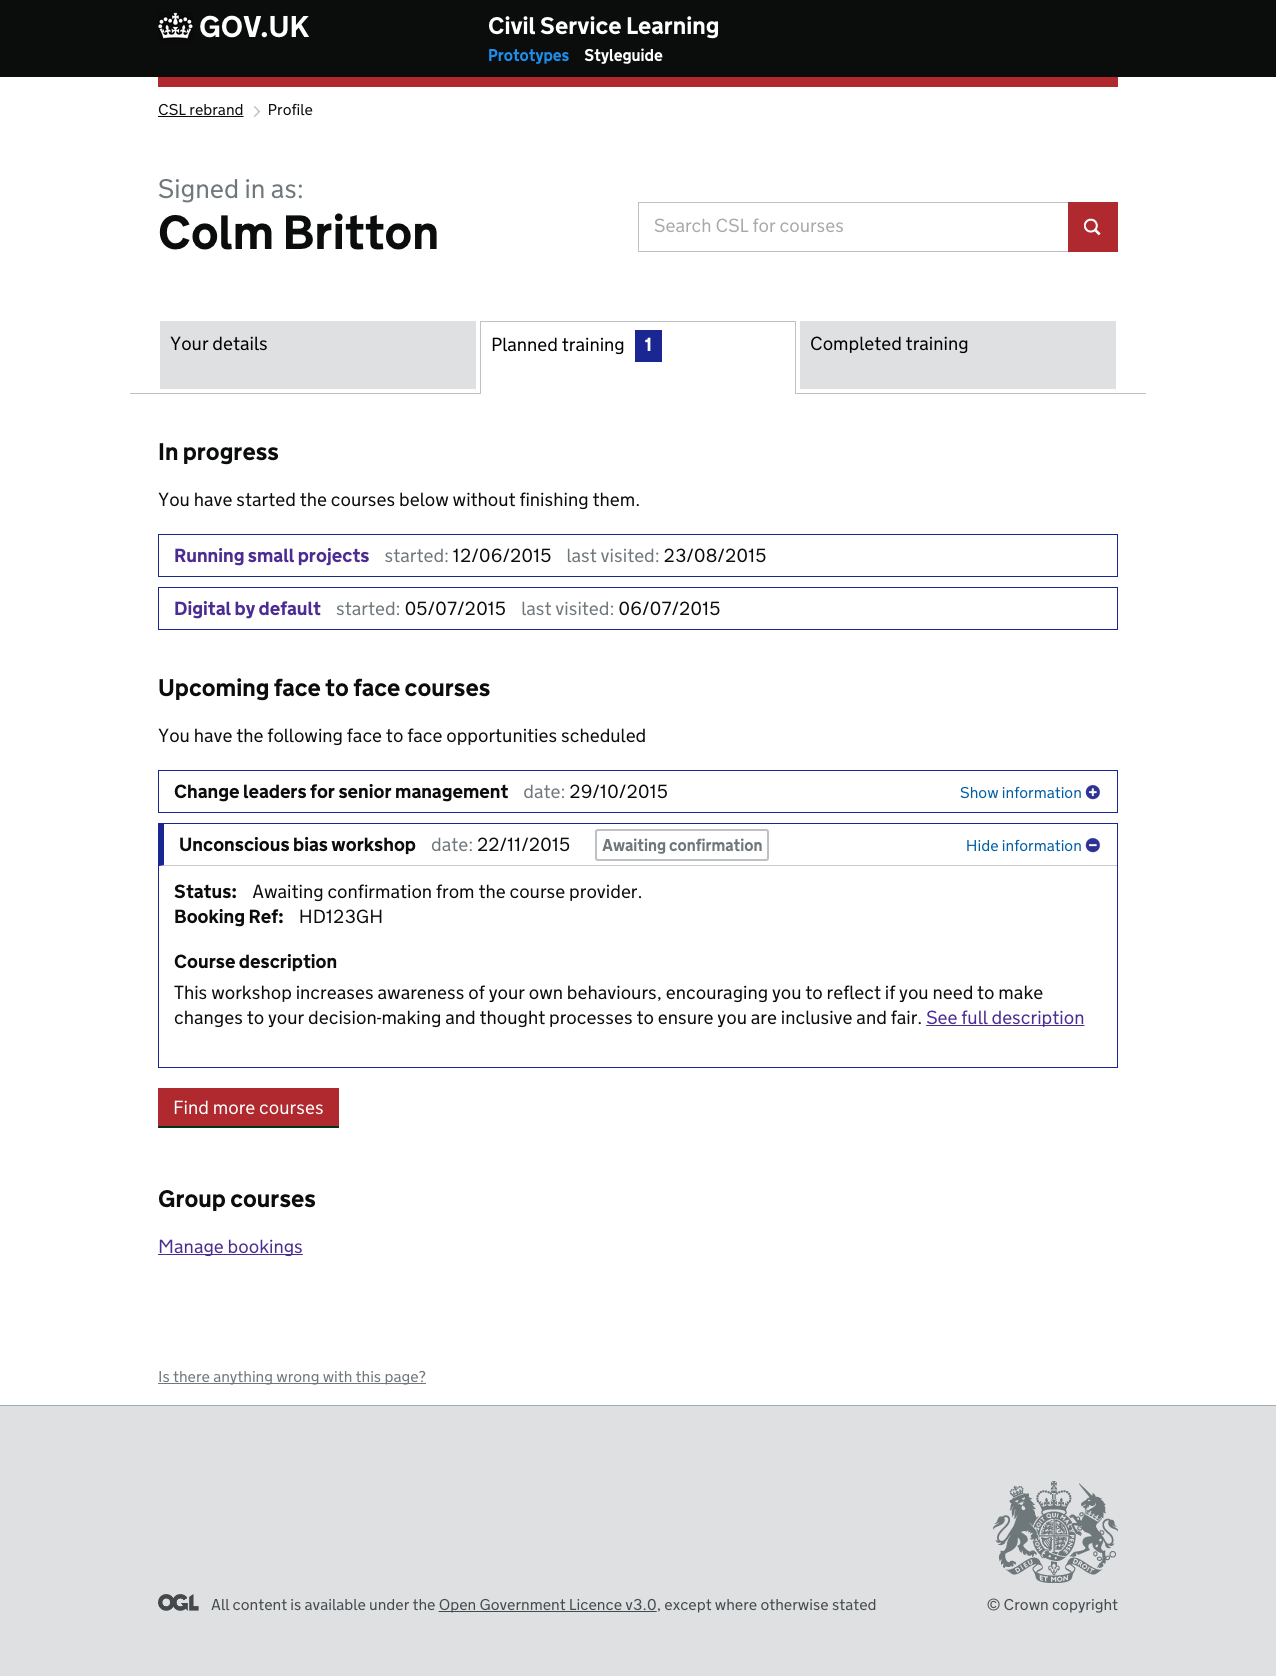 GOV.UK
Civil Service Learning
Prototypes Styleguide
CSL rebrand Profile
Signed in as:
Colm Britton
Search CSL for courses
Your details
Planned training 1
Completed training
In progress
You have started the courses below without finishing them.
Running small projects started: 12/06/2015 last visited: 23/08/2015
Digital by default started: 05/07/2015 last visited: 06/07/2015
Upcoming face to face courses
You have the following face to face opportunities scheduled
Change leaders for senior management date: 29/10/2015 Show information
Unconscious bias workshop date: 22/11/2015 Awaiting confirmation Hide information
Status: Awaiting confirmation from the course provider.
Booking Ref: HD123GH
Course description
This workshop increases awareness of your own behaviours, encouraging you to reflect if you need to make
changes to your decision-making and thought processes to ensure you are inclusive and fair. See full description
Find more courses
Group courses
Manage bookings
Is there anything wrong with this page?
DIEU ET MON DROIT
OGL All content is available under the Open Government Licence v3.0, except where otherwise stated
© Crown copyright